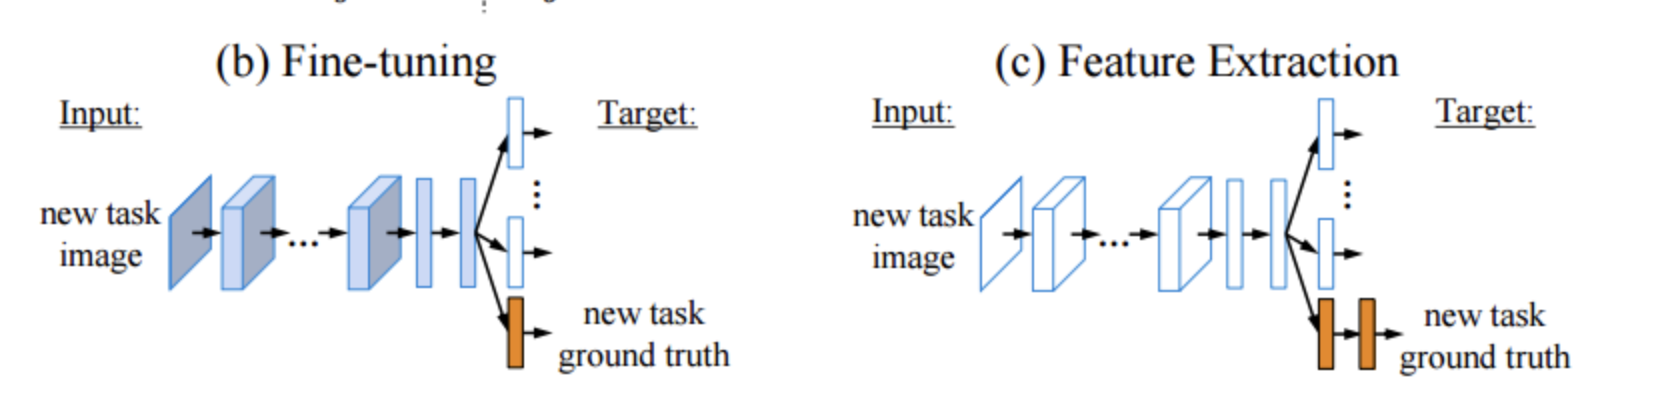 (b) Fine-tuning
Input:
Target:
new task
image
...
new task
ground truth
(c) Feature Extraction
Input:
Target:
new task
image
...
new task
ground truth